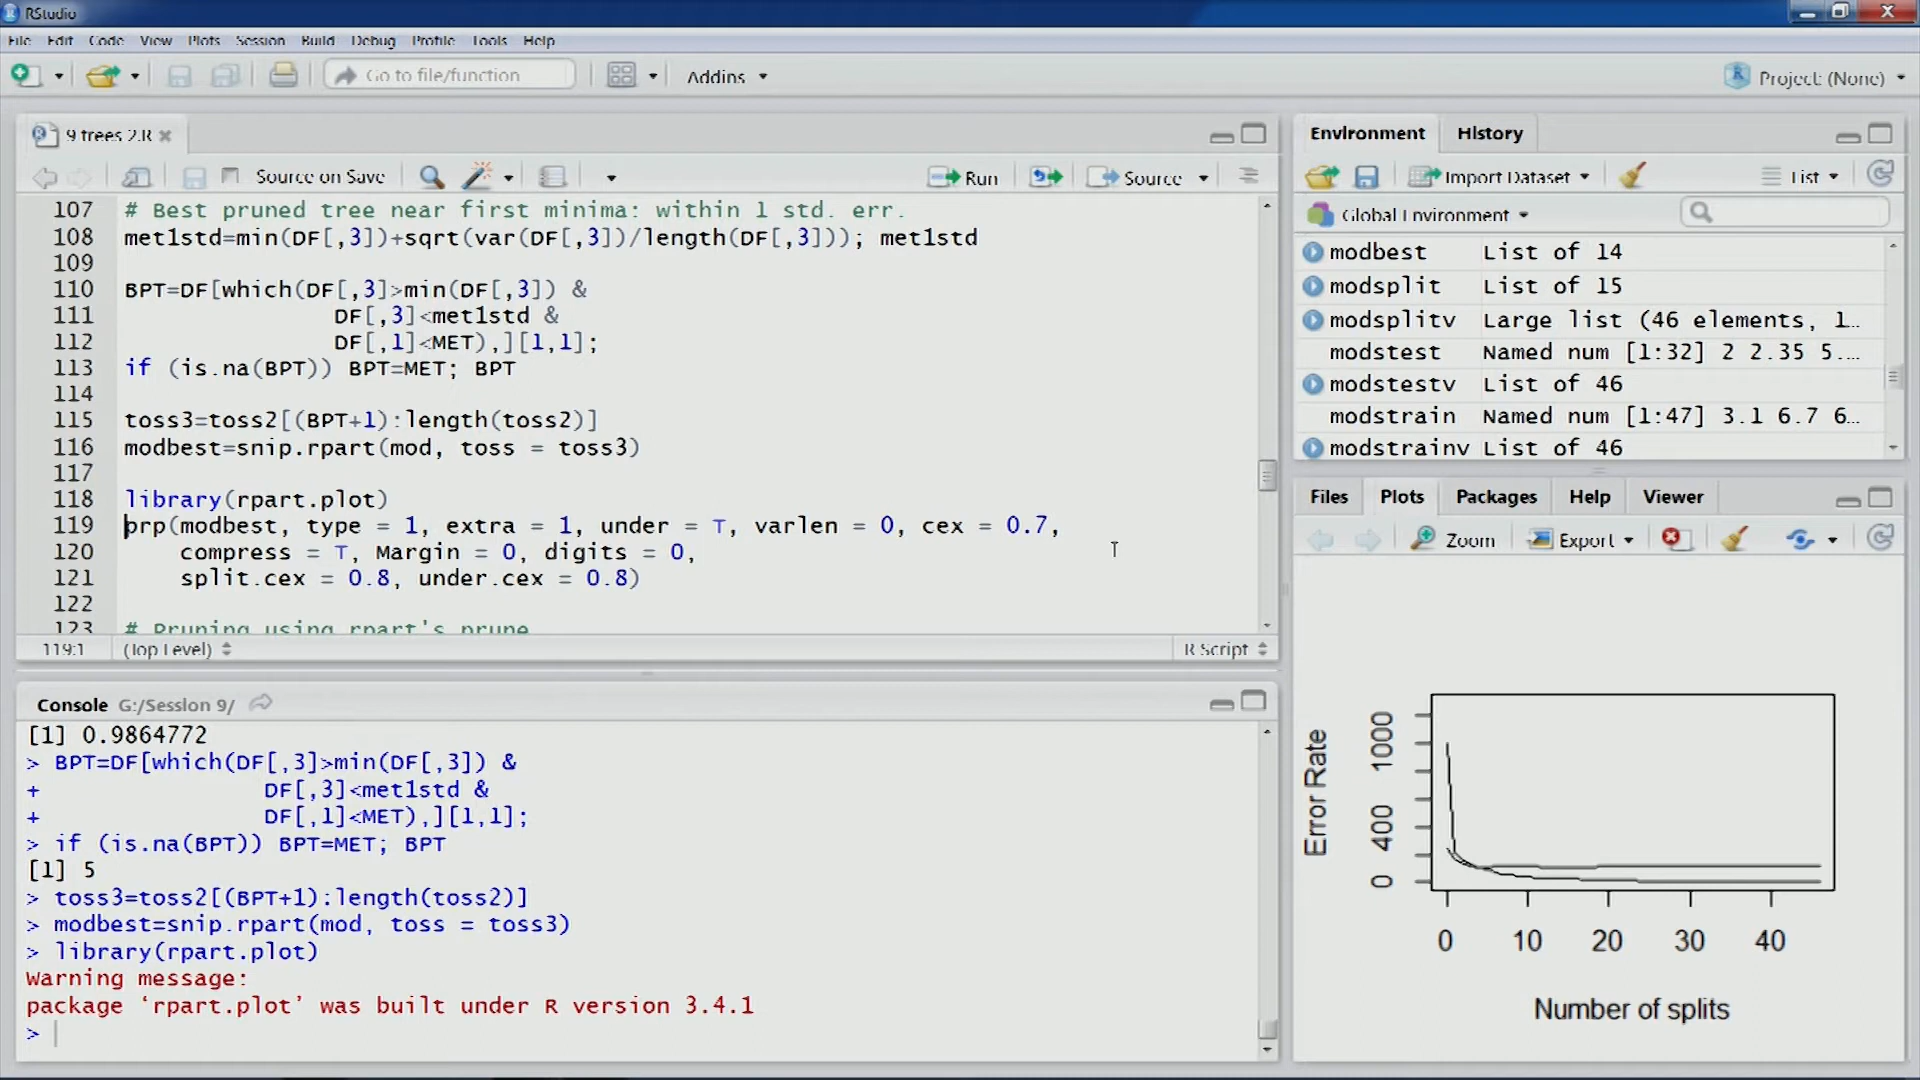 RStudio
File Edit Code View Plots Session Build Debug Profile Tools Help
Go to file/function Addins Project: (None)
9 trees 2.R
Source on Save Run Source
107 # Best pruned tree near first minima: within 1 std. err.
108 met1std=min(DF[,3])+sqrt(var(DF[,3])/length(DF[,3])); met1std
109
110 BPT=DF[which(DF[,3]>min(DF[,3]) &
111 DF[,3]<met1std &
112 DF[,1]<MET),][1,1];
113 if (is.na(BPT)) BPT=MET; BPT
114
115 toss3=toss2[(BPT+1):length(toss2)]
116 modbest=snip.rpart(mod, toss = toss3)
117
118 library(rpart.plot)
119 prp(modbest, type = 1, extra = 1, under = T, varlen = 0, cex = 0.7,
120 compress = T, Margin = 0, digits = 0,
121 split.cex = 0.8, under.cex = 0.8)
122
123 # Pruning using rpart's prune
119:1 (Top Level) R Script
Console G:/Session 9/
[1] 0.9864772
> BPT=DF[which(DF[,3]>min(DF[,3]) &
+ DF[,3]<met1std &
+ DF[,1]<MET),][1,1];
> if (is.na(BPT)) BPT=MET; BPT
[1] 5
> toss3=toss2[(BPT+1):length(toss2)]
> modbest=snip.rpart(mod, toss = toss3)
> library(rpart.plot)
Warning message:
package ‘rpart.plot’ was built under R version 3.4.1
>
Environment History
Import Dataset List
Global Environment
modbest List of 14
modsplit List of 15
modsplitv Large list (46 elements, 1…
modstest Named num [1:32] 2 2.35 5.…
modstestv List of 46
modstrain Named num [1:47] 3.1 6.7 6…
modstrainv List of 46
Files Plots Packages Help Viewer
Zoom Export
Error Rate
1000
400
0
0 10 20 30 40
Number of splits